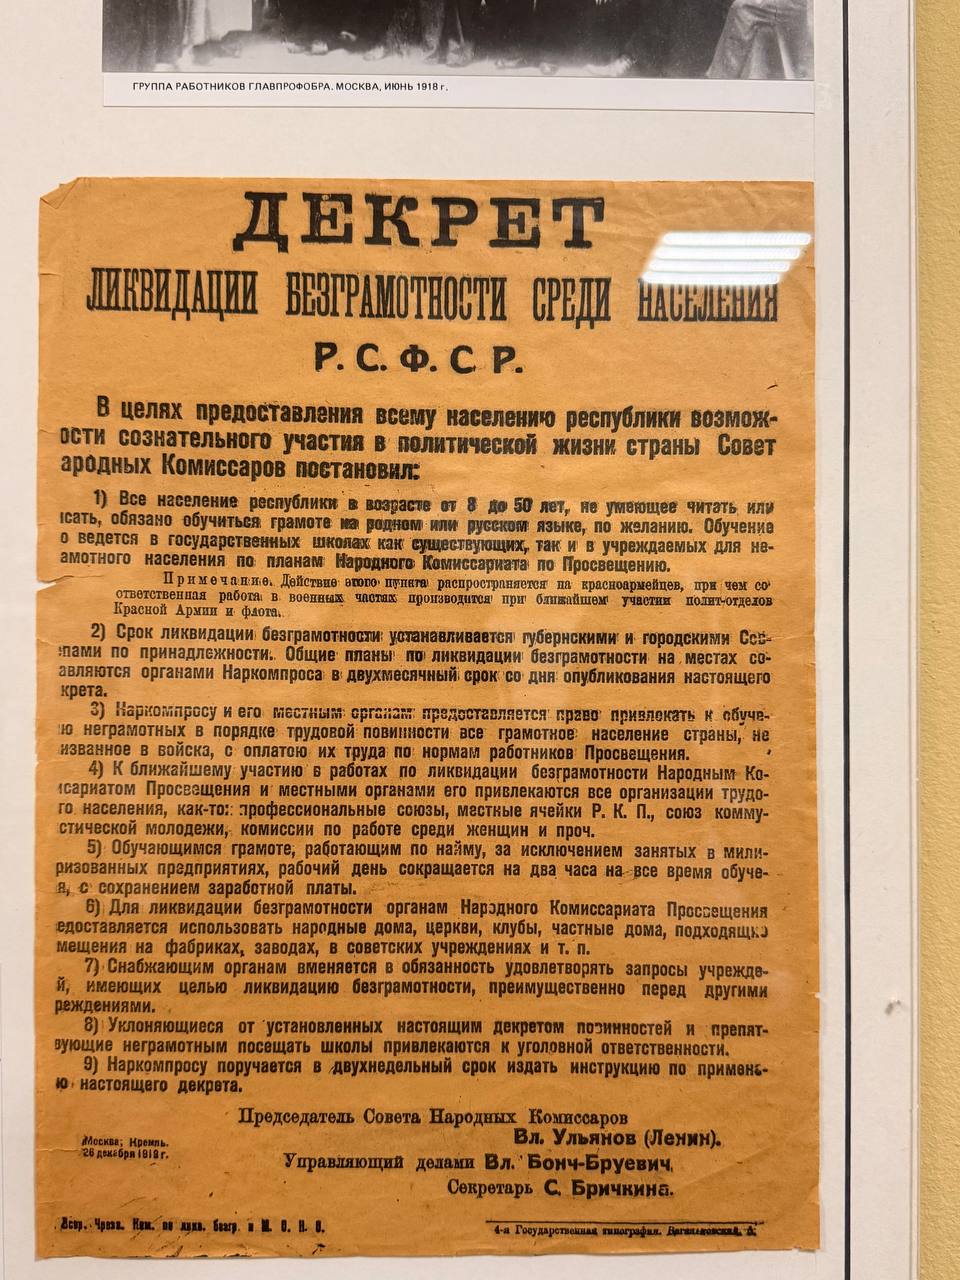 ГРУППА РАБОТНИКОВ ГЛАВПРОФОБРА. МОСКВА, ИЮНЬ 1918 г.
ДЕКРЕТ
ЛИКВИДАЦИИ БЕЗГРАМОТНОСТИ СРЕДИ НАСЕЛЕНИЯ
Р. С. Ф. С. Р.
В целях предоставления всему населению республики возмож-
ости сознательного участия в политической жизни страны Совет
ародных Комиссаров постановил:
1) Все население республики в возрасте от 8 до 50 лет, не умеющее читать или
исать, обязано обучиться грамоте на родном или русском языке, по желанию. Обучение
о ведется в государственных школах как существующих, так и в учреждаемых для не-
амотного населения по планам Народного Комиссариата по Просвещению.
Примечание. Действие этого пункта распространяется на красноармейцев, при чем со
ответственная работа в военных частях производится при ближайшем участии полит-отделов
Красной Армии и флота.
2) Срок ликвидации безграмотности устанавливается губернскими и городскими Сов-
тами по принадлежности. Общие планы по ликвидации безграмотности на местах со-
авляются органами Наркомпроса в двухмесячный срок со дня опубликования настоящего
крета.
3) Наркомпросу и его местным органам предоставляется право привлекать к обуче-
ю неграмотных в порядке трудовой повинности все грамотное население страны, не
изванное в войска, с оплатою их труда по нормам работников Просвещения.
4) К ближайшему участию в работах по ликвидации безграмотности Народным Ко-
иссариатом Просвещения и местными органами его привлекаются все организации трудо-
го населения, как-то: профессиональные союзы, местные ячейки Р. К. П., союз комму-
стической молодежи, комиссии по работе среди женщин и проч.
5) Обучающимся грамоте, работающим по найму, за исключением занятых в мили-
ризованных предприятиях, рабочий день сокращается на два часа на все время обуче-
я, с сохранением заработной платы.
6) Для ликвидации безграмотности органам Народного Комиссариата Просвещения
едоставляется использовать народные дома, церкви, клубы, частные дома, подходящие
мещения на фабриках, заводах, в советских учреждениях и т. п.
7) Снабжающим органам вменяется в обязанность удовлетворять запросы учрежде-
й, имеющих целью ликвидацию безграмотности, преимущественно перед другими
реждениями.
8) Уклоняющиеся от установленных настоящим декретом повинностей и препят-
вующие неграмотным посещать школы привлекаются к уголовной ответственности.
9) Наркомпросу поручается в двухнедельный срок издать инструкцию по примене-
ю настоящего декрета.
Председатель Совета Народных Комиссаров
Вл. Ульянов (Ленин).
Москва, Кремль.
26 декабря 1919 г.
Управляющий делами Вл. Бонч-Бруевич.
Секретарь С. Бричкина.
Всер. Чрезв. Ком. по ликв. безгр. и М. О. Н. О.
4-я Государственная типография.